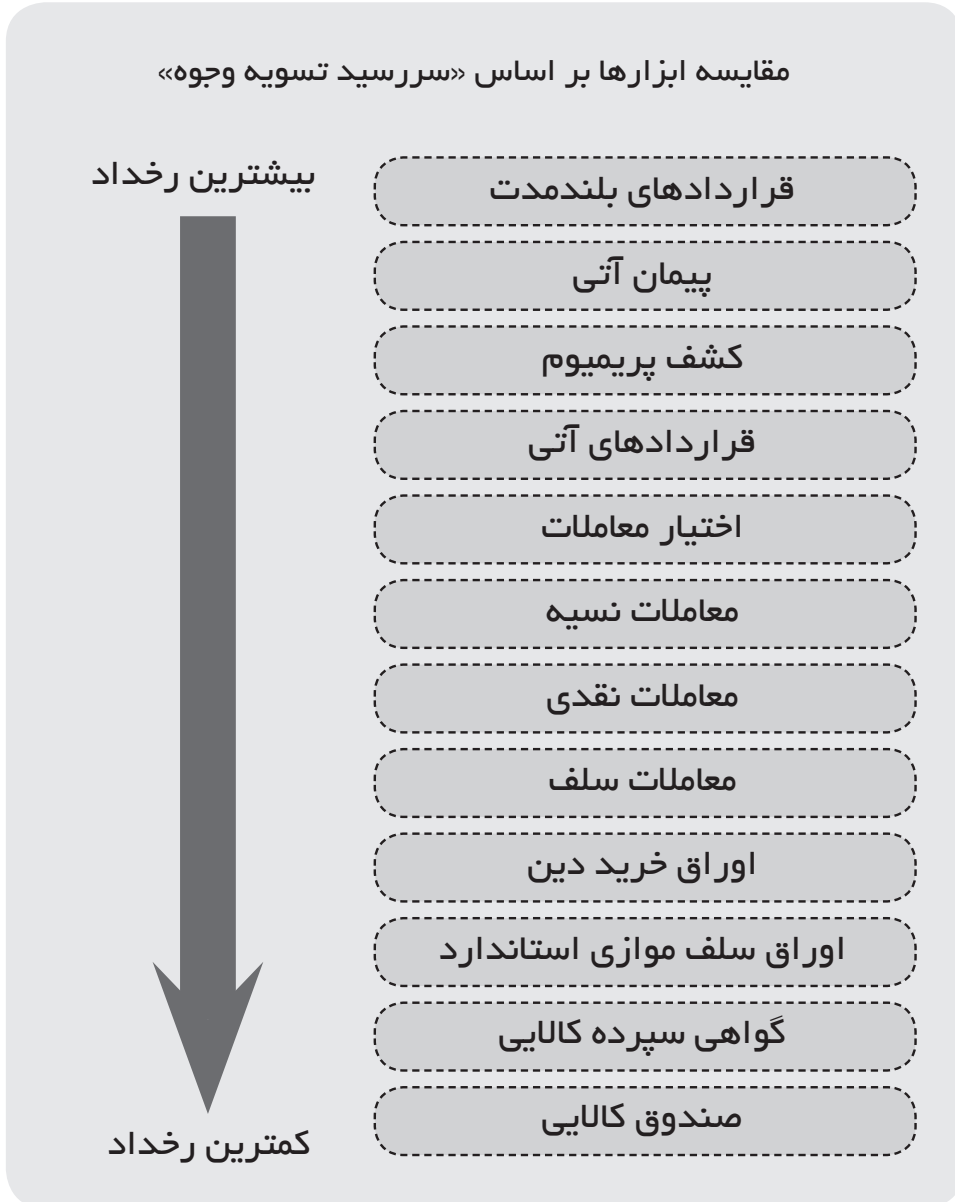 مقایسه ابزارها بر اساس «سررسید تسویه وجوه»
بیشترین رخداد
قراردادهای بلندمدت
پیمان آتی
کشف پریمیوم
قراردادهای آتی
اختیار معاملات
معاملات نسیه
معاملات نقدی
معاملات سلف
اوراق خرید دین
اوراق سلف موازی استاندارد
گواهی سپرده کالایی
صندوق کالایی
کمترین رخداد